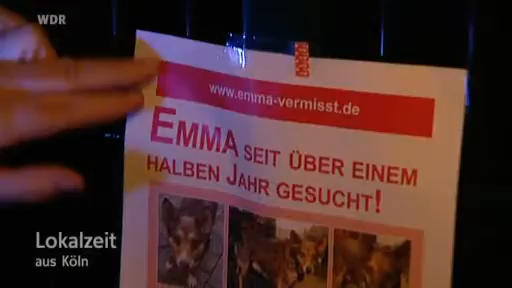 WDR
www.emma-vermisst.de
EMMA SEIT ÜBER EINEM
HALBEN JAHR GESUCHT!
Lokalzeit
aus Köln